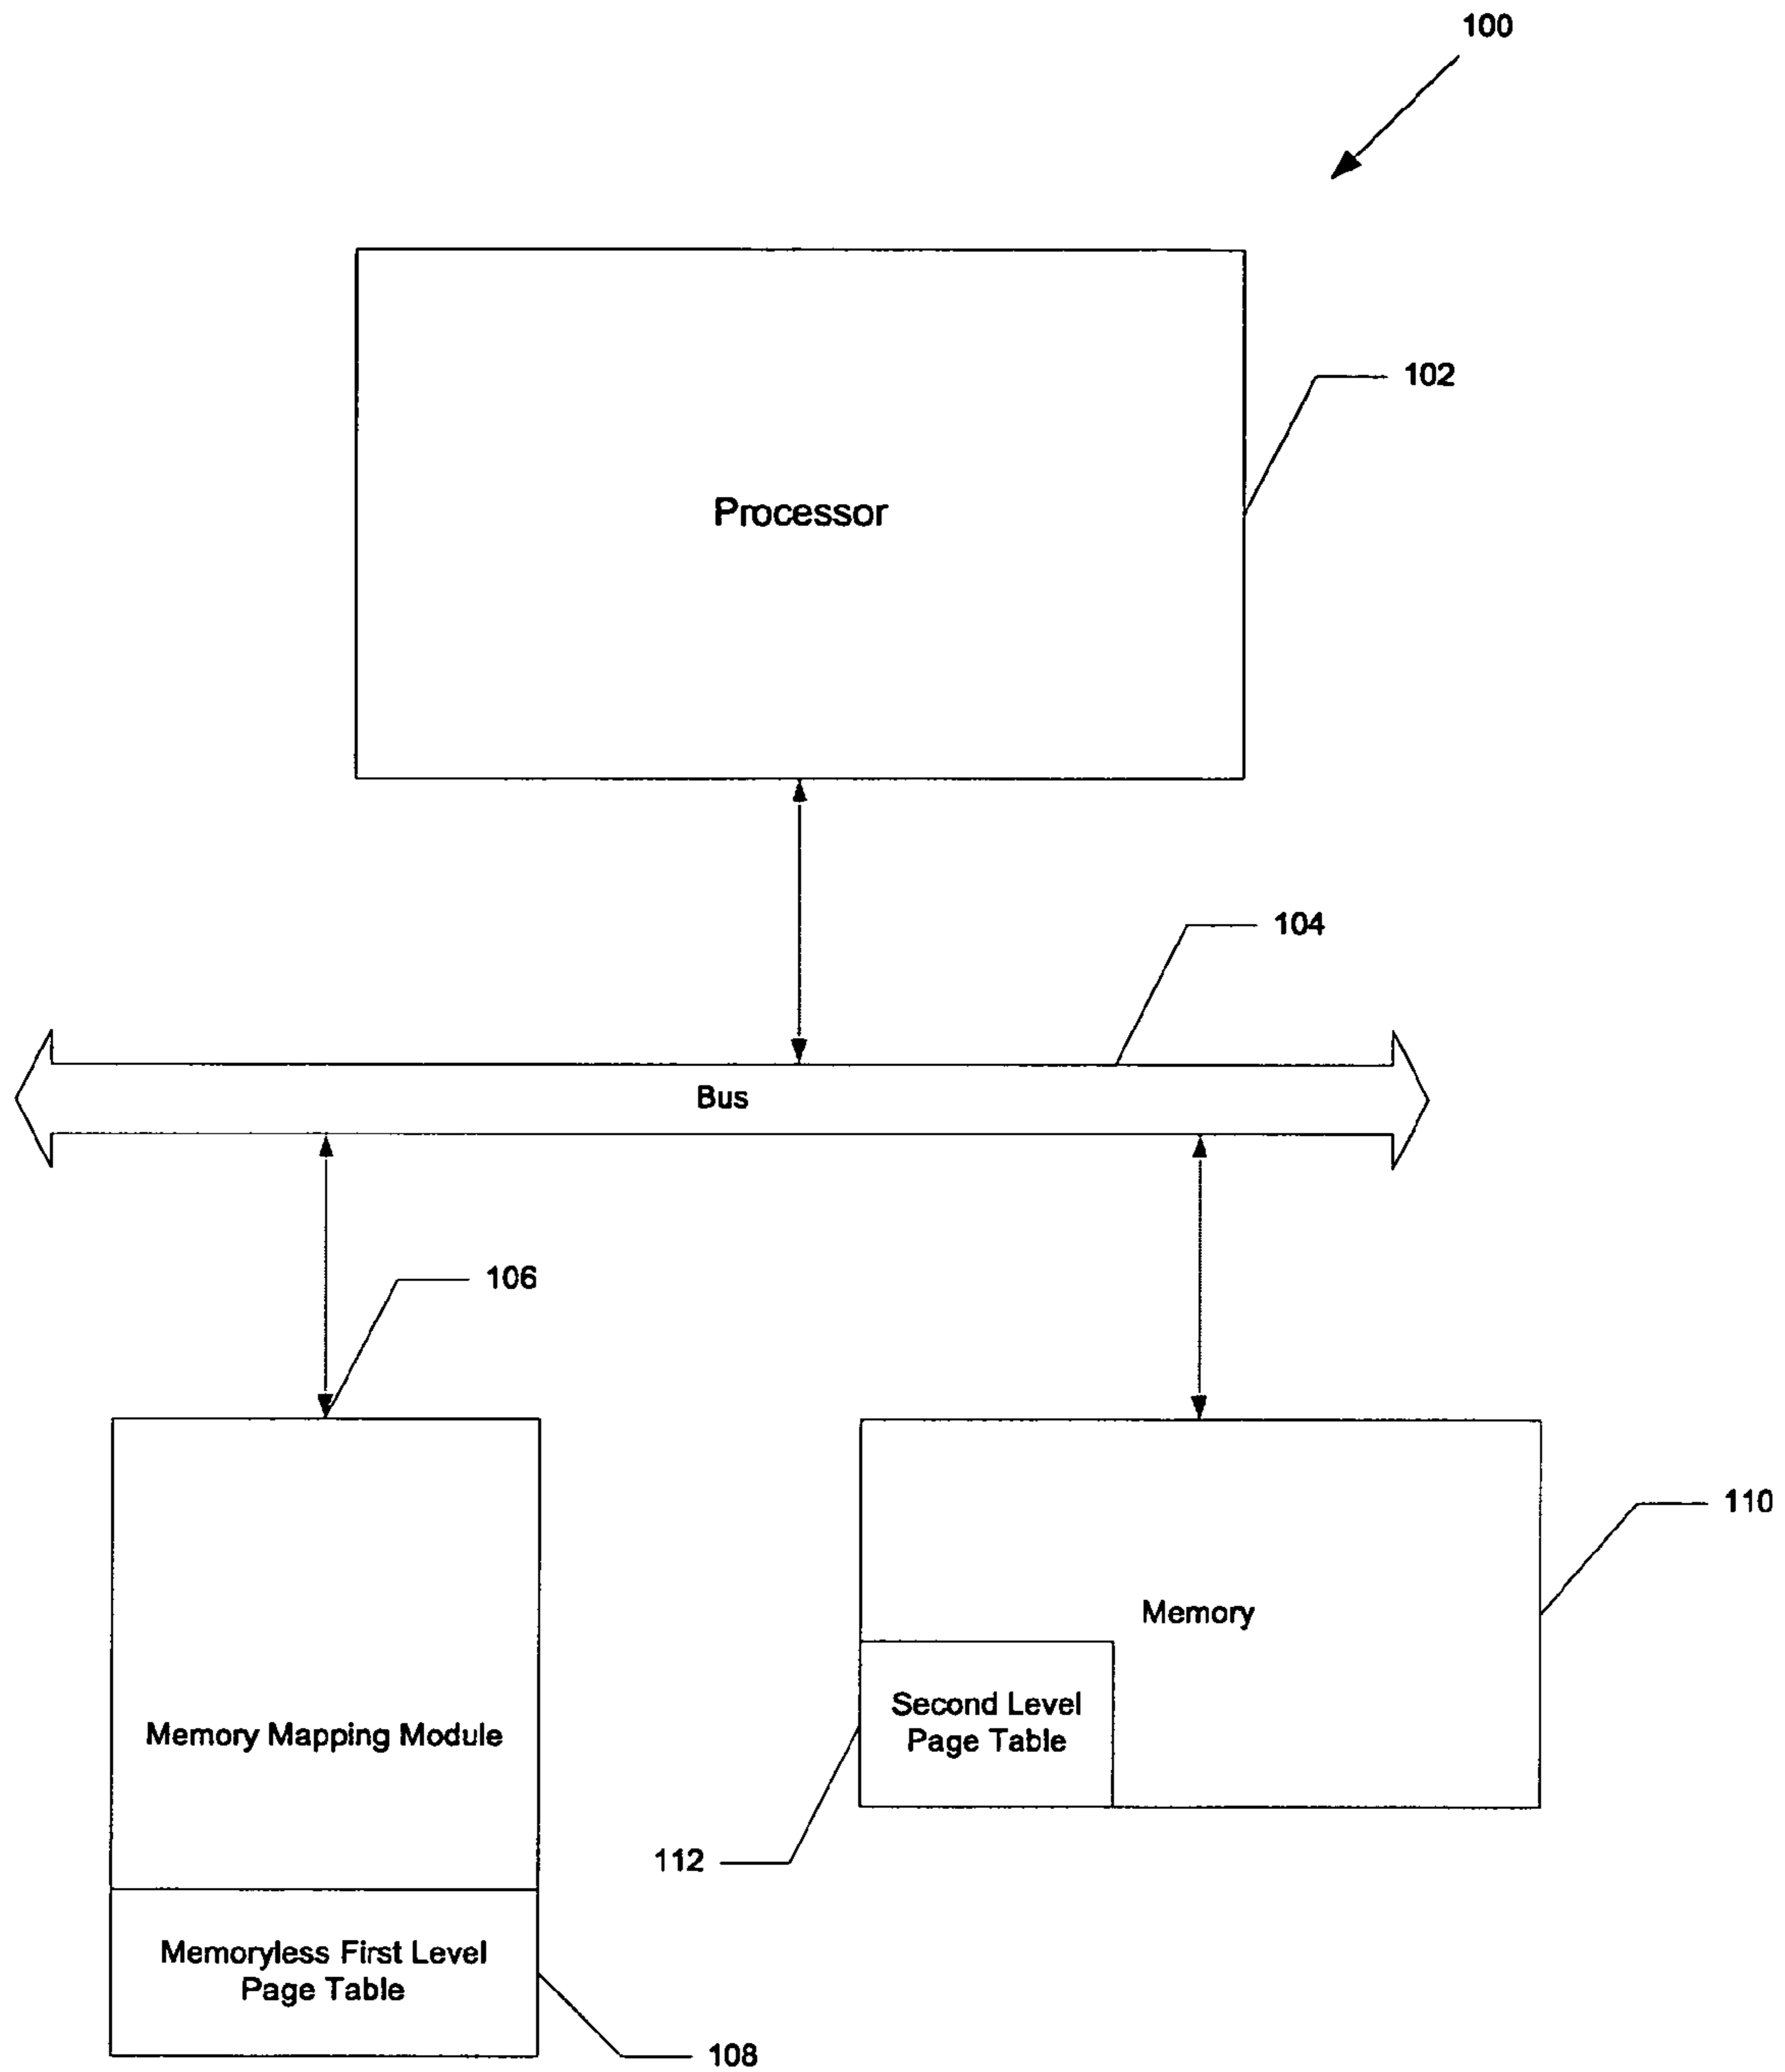 100
102
Processor
104
Bus
106
110
Memory
Second Level
Page Table
Memory Mapping Module
112
Memoryless First Level
Page Table
108